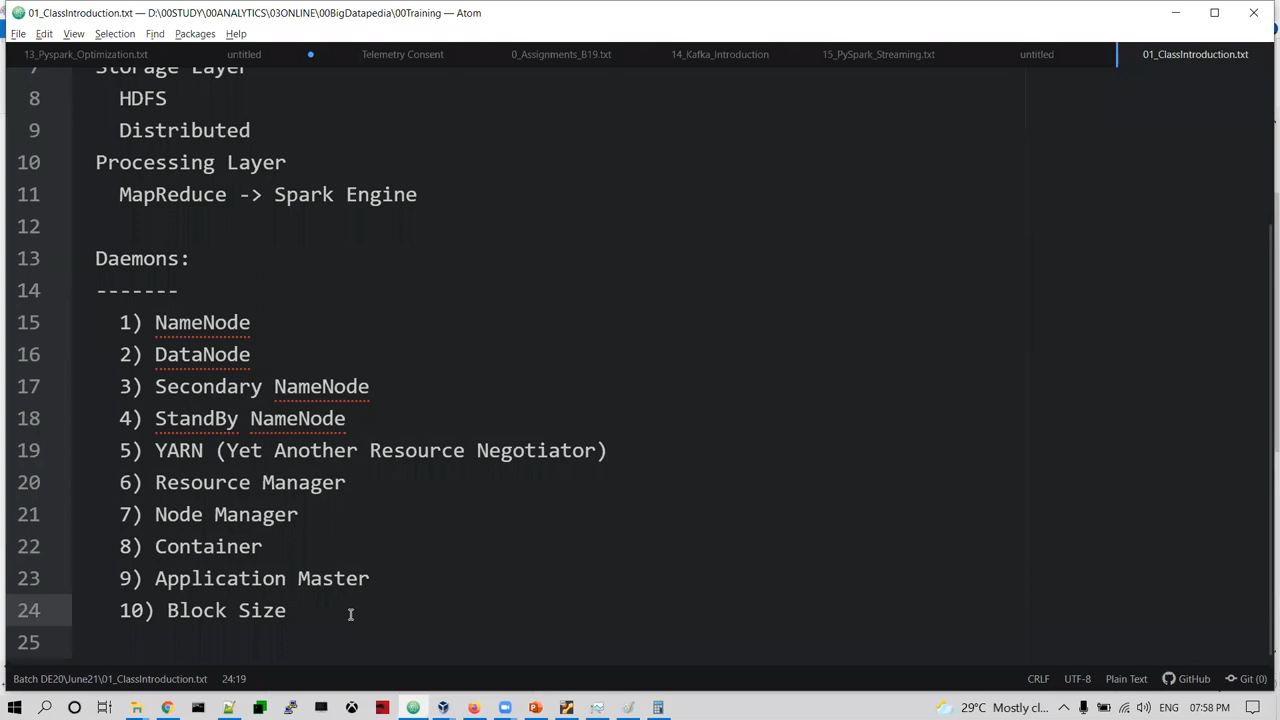 01_ClassIntroduction.txt — D:\00STUDY\00ANALYTICS\03ONLINE\00BigDatapedia\00Training — Atom
File Edit View Selection Find Packages Help
13_Pyspark_Optimization.txt untitled Telemetry Consent 0_Assignments_B19.txt 14_Kafka_Introduction 15_PySpark_Streaming.txt untitled 01_ClassIntroduction.txt
7 Storage Layer
8 HDFS
9 Distributed
10 Processing Layer
11 MapReduce -> Spark Engine
12
13 Daemons:
14 -------
15 1) NameNode
16 2) DataNode
17 3) Secondary NameNode
18 4) StandBy NameNode
19 5) YARN (Yet Another Resource Negotiator)
20 6) Resource Manager
21 7) Node Manager
22 8) Container
23 9) Application Master
24 10) Block Size
25
Batch DE20\June21\01_ClassIntroduction.txt 24:19 CRLF UTF-8 Plain Text GitHub Git (0)
29°C Mostly cl... ENG 07:58 PM